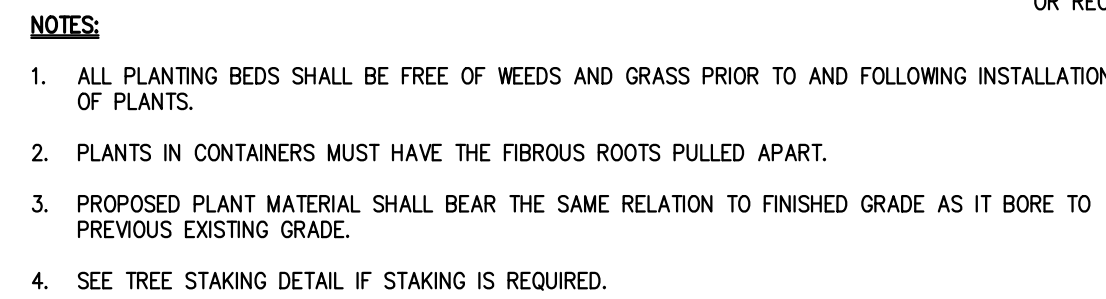 NOTES:
1. ALL PLANTING BEDS SHALL BE FREE OF WEEDS AND GRASS PRIOR TO AND FOLLOWING INSTALLATION
OF PLANTS.
2. PLANTS IN CONTAINERS MUST HAVE THE FIBROUS ROOTS PULLED APART.
3. PROPOSED PLANT MATERIAL SHALL BEAR THE SAME RELATION TO FINISHED GRADE AS IT BORE TO
PREVIOUS EXISTING GRADE.
4. SEE TREE STAKING DETAIL IF STAKING IS REQUIRED.